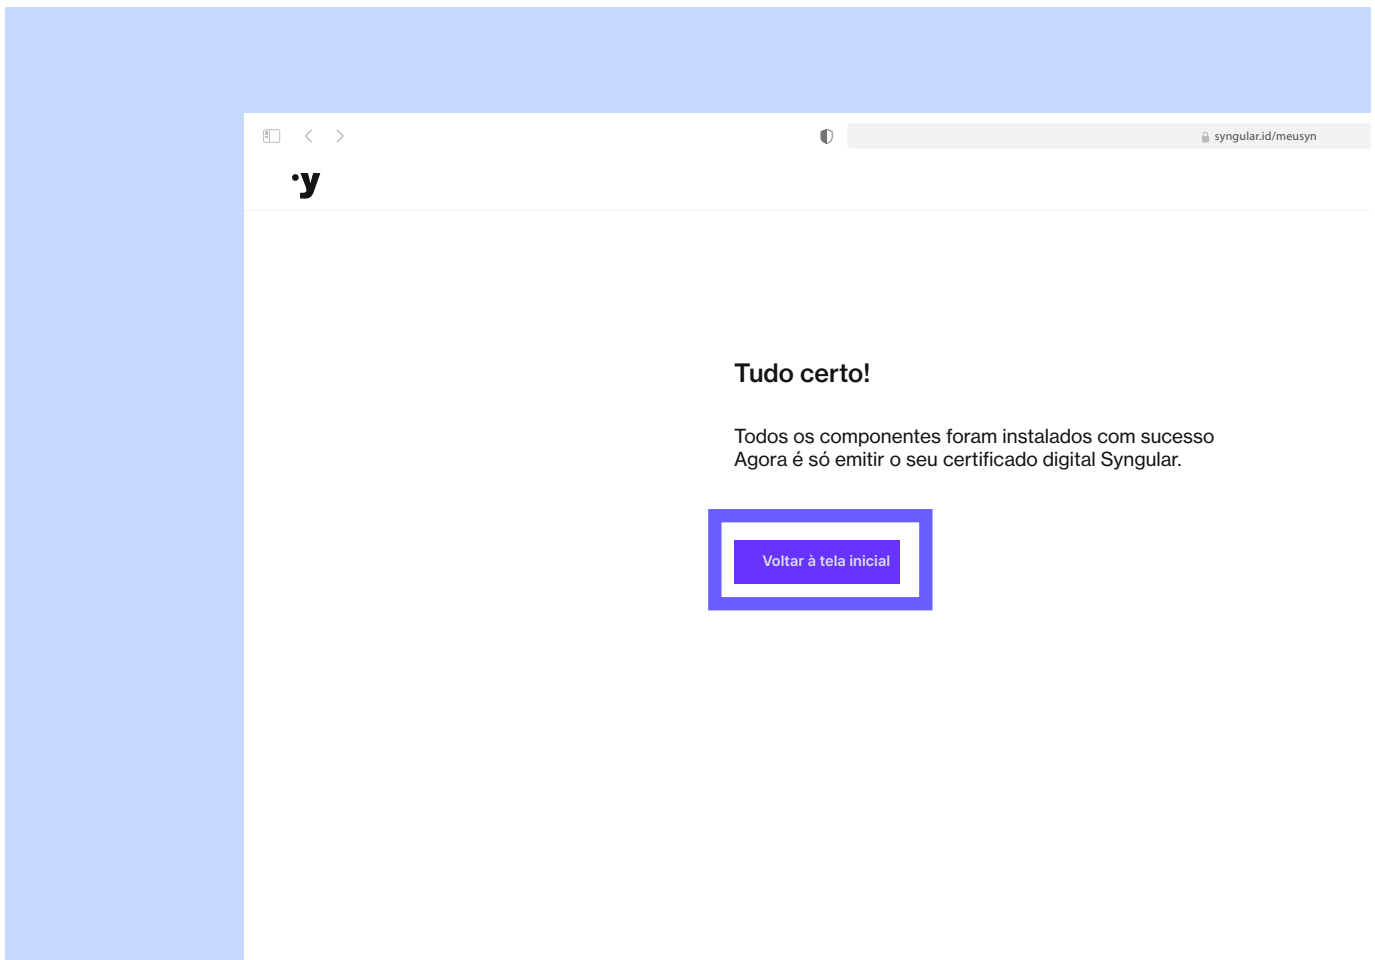 syngular.id/meusyn
·y
Tudo certo!
Todos os componentes foram instalados com sucesso
Agora é só emitir o seu certificado digital Syngular.
Voltar à tela inicial